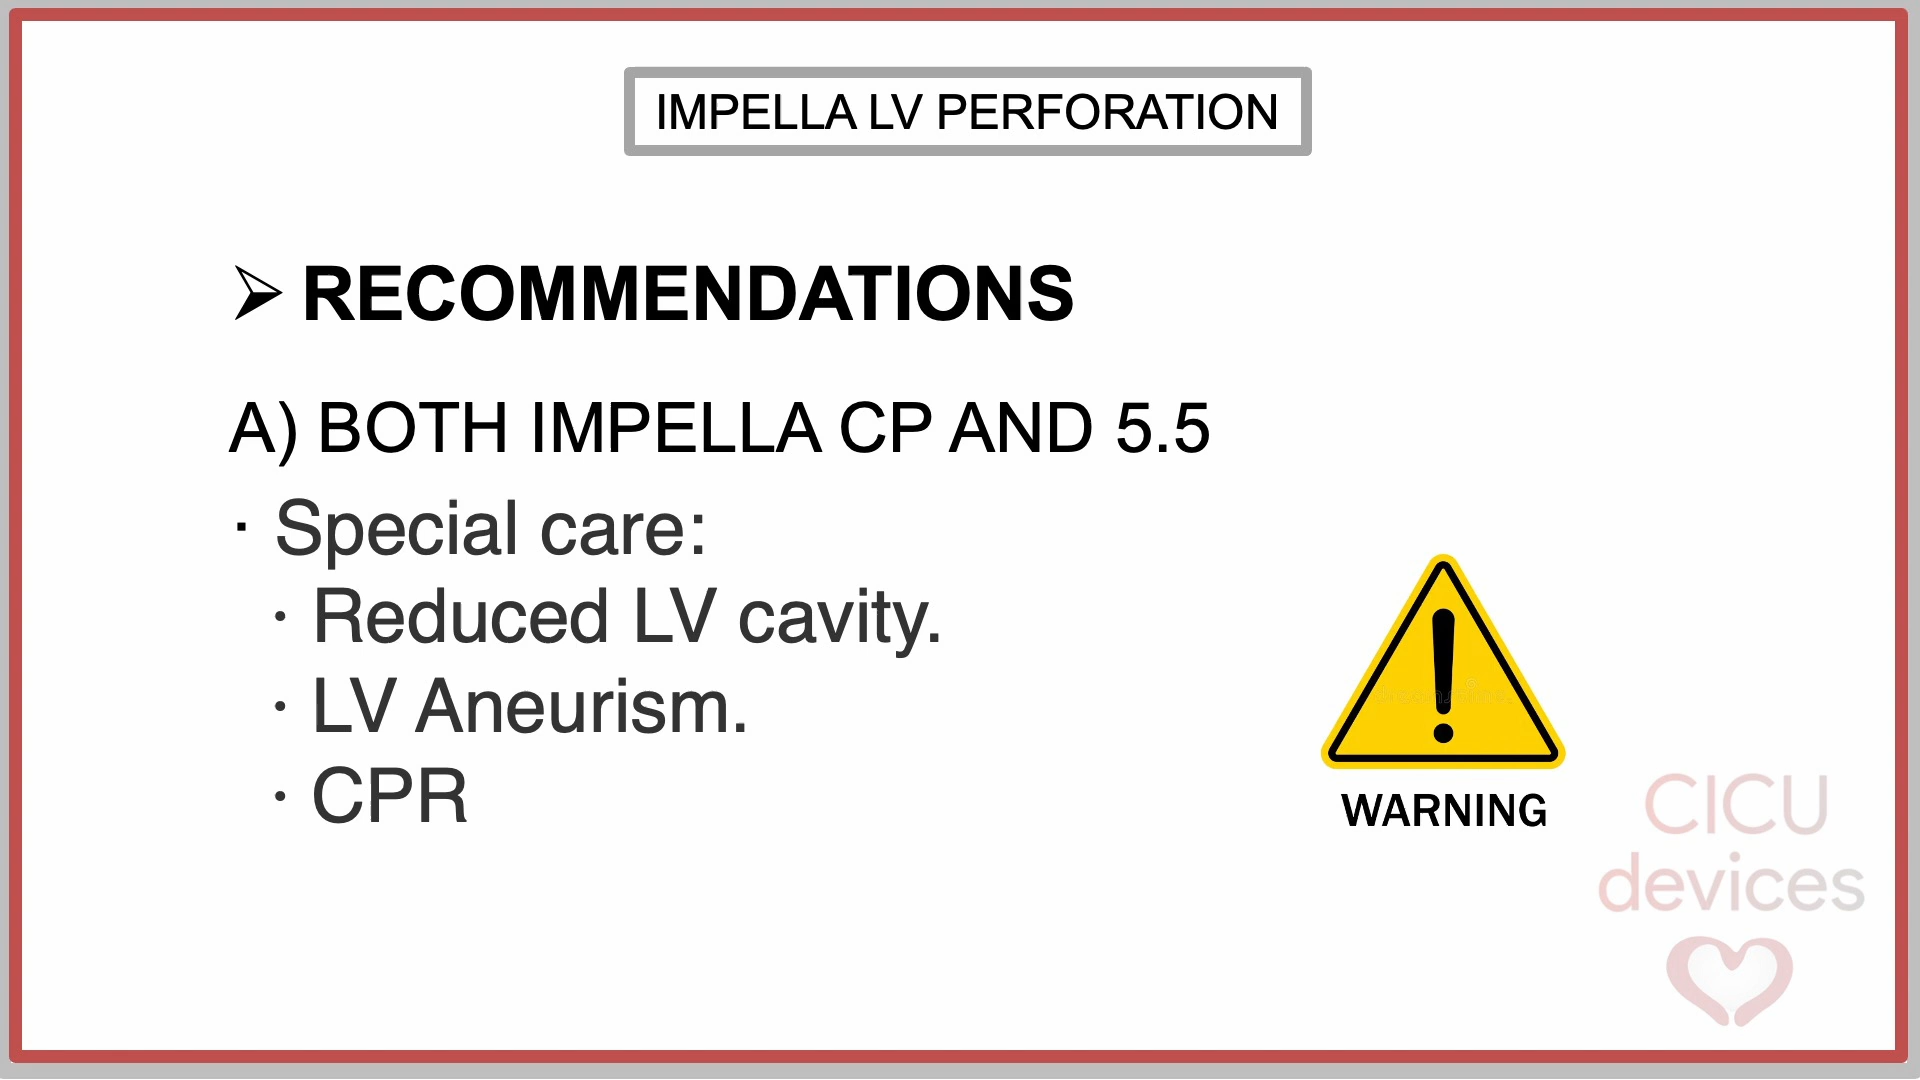 IMPELLA LV PERFORATION
➢ RECOMMENDATIONS
A) BOTH IMPELLA CP AND 5.5
· Special care:
· Reduced LV cavity.
· LV Aneurism.
· CPR
WARNING
CICU
devices